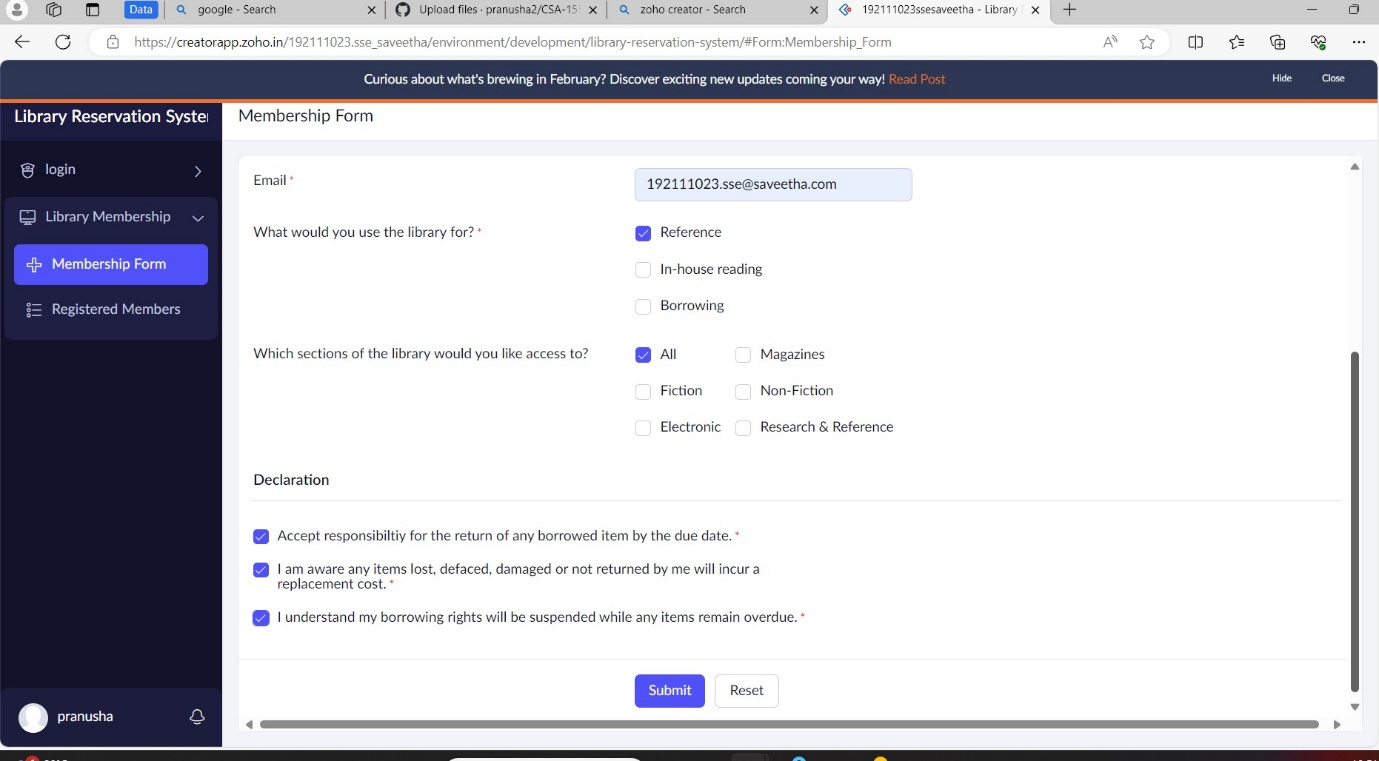 Data
google - Search
Upload files · pranusha2/CSA-15
zoho creator - Search
192111023ssesaveetha - Library
https://creatorapp.zoho.in/192111023.sse_saveetha/environment/development/library-reservation-system/#Form:Membership_Form
Curious about what's brewing in February? Discover exciting new updates coming your way! Read Post
Hide
Close
Library Reservation Syste
Membership Form
login
Email *
192111023.sse@saveetha.com
Library Membership
What would you use the library for? *
Reference
Membership Form
In-house reading
Registered Members
Borrowing
Which sections of the library would you like access to?
All
Magazines
Fiction
Non-Fiction
Electronic
Research & Reference
Declaration
Accept responsibiltiy for the return of any borrowed item by the due date. *
I am aware any items lost, defaced, damaged or not returned by me will incur a
replacement cost. *
I understand my borrowing rights will be suspended while any items remain overdue. *
Submit
Reset
pranusha